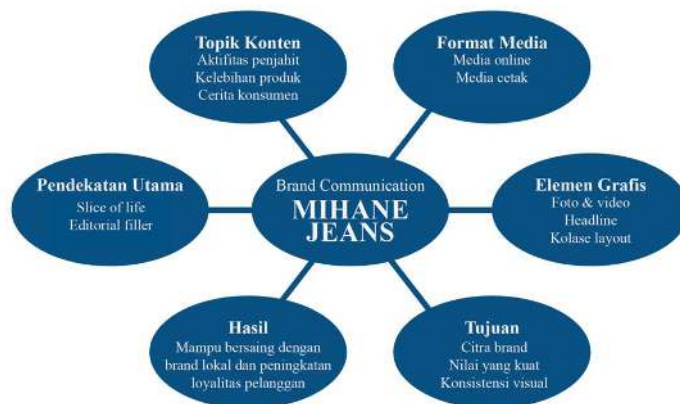 Topik Konten
Aktifitas penjahit
Kelebihan produk
Cerita konsumen
Format Media
Media online
Media cetak
Pendekatan Utama
Slice of life
Editorial filler
Brand Communication
MIHANE
JEANS
Elemen Grafis
Foto & video
Headline
Kolase layout
Hasil
Mampu bersaing dengan
brand lokal dan peningkatan
loyalitas pelanggan
Tujuan
Citra brand
Nilai yang kuat
Konsistensi visual